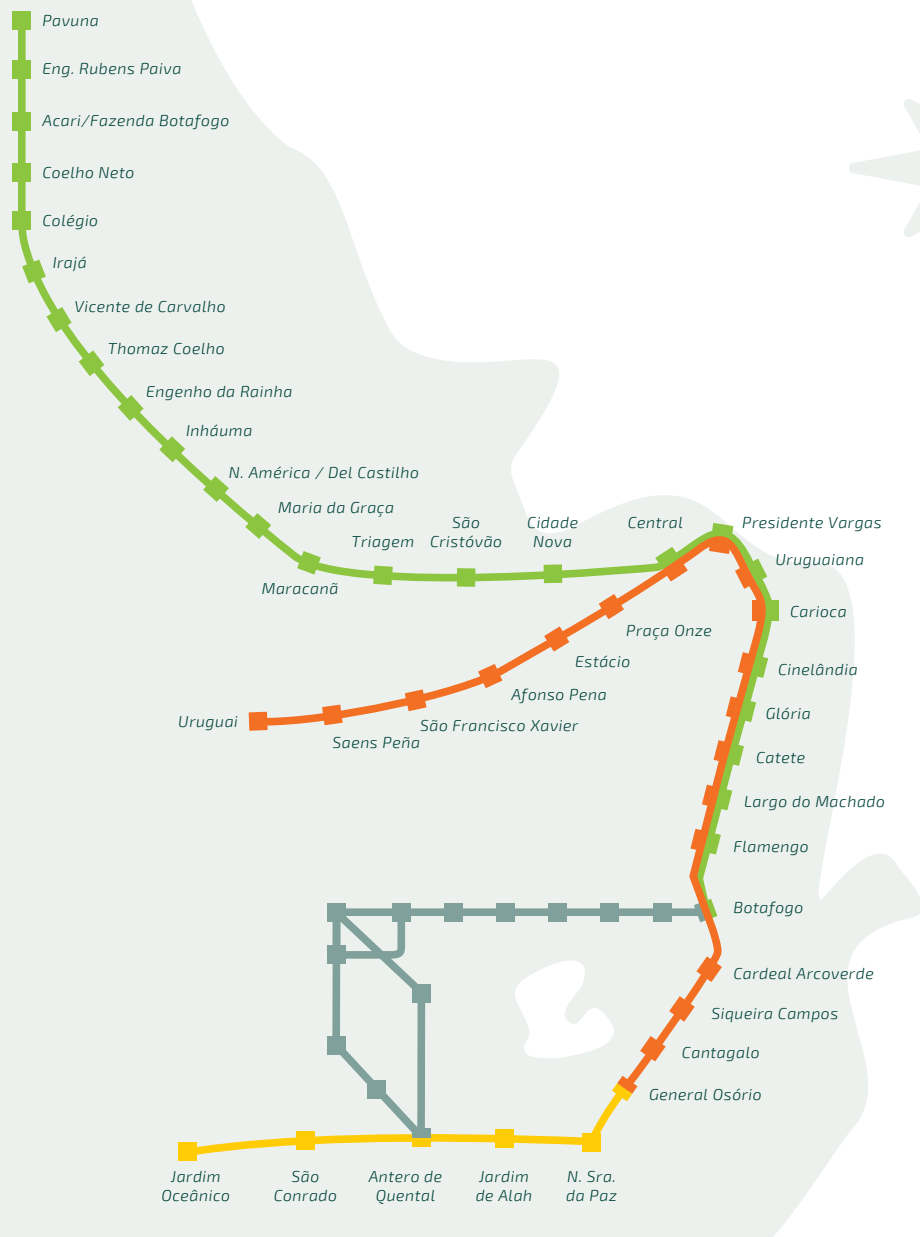 Pavuna
Eng. Rubens Paiva
Acari/Fazenda Botafogo
Coelho Neto
Colégio
Irajá
Vicente de Carvalho
Thomaz Coelho
Engenho da Rainha
Inháuma
N. América / Del Castilho
Maria da Graça
Maracanã
Triagem
São
Cristóvão
Cidade
Nova
Central
Presidente Vargas
Uruguaiana
Carioca
Cinelândia
Glória
Catete
Largo do Machado
Flamengo
Botafogo
Praça Onze
Estácio
Afonso Pena
São Francisco Xavier
Saens Peña
Uruguai
Cardeal Arcoverde
Siqueira Campos
Cantagalo
General Osório
Jardim
Oceânico
São
Conrado
Antero de
Quental
Jardim
de Alah
N. Sra.
da Paz